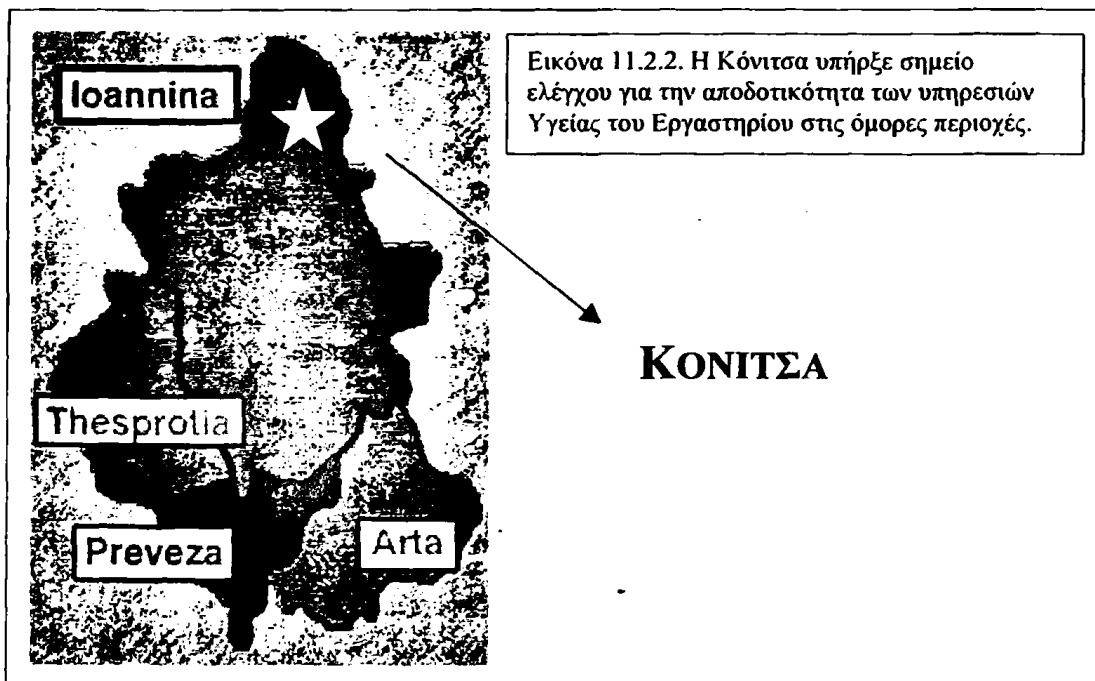 Ioannina
Εικόνα 11.2.2. Η Κόνιτσα υπήρξε σημείο
ελέγχου για την αποδοτικότητα των υπηρεσιών
Υγείας του Εργαστηρίου στις όμορες περιοχές.
ΚΟΝΙΤΣΑ
Thesprotia
Preveza
Arta